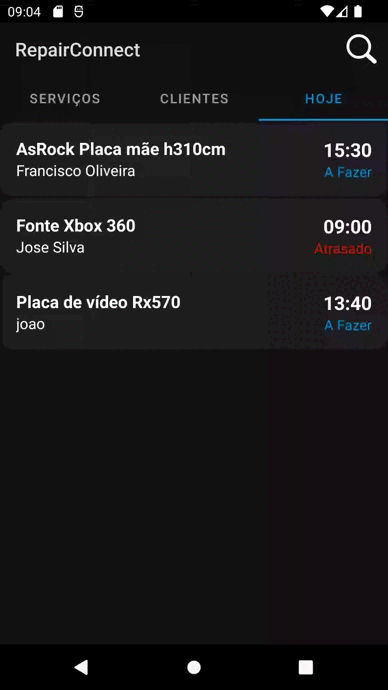 09:04
RepairConnect
SERVIÇOS CLIENTES HOJE
AsRock Placa mãe h310cm 15:30
Francisco Oliveira A Fazer
Fonte Xbox 360 09:00
Jose Silva Atrasado
Placa de vídeo Rx570 13:40
joao A Fazer